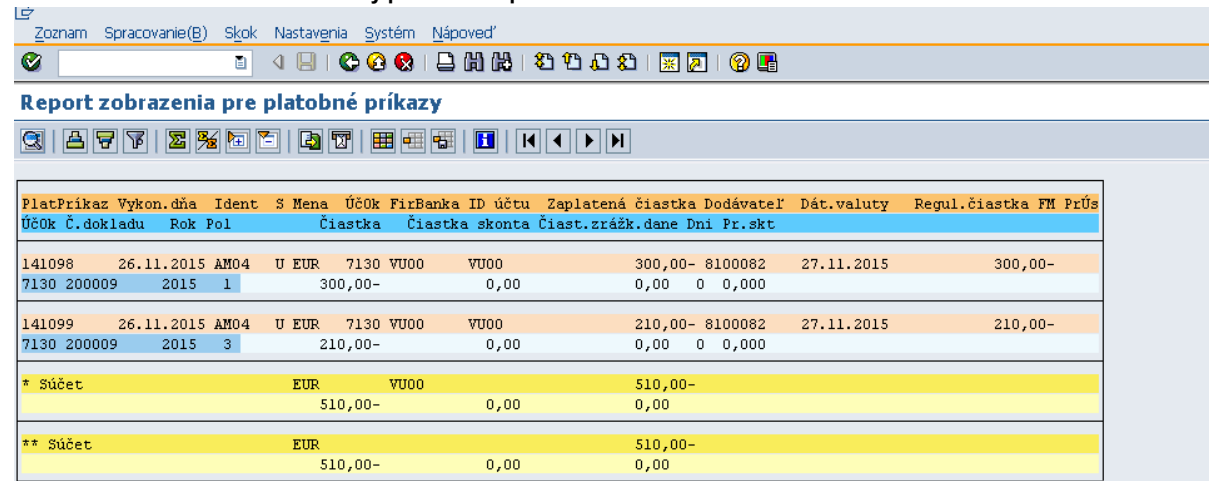 Zoznam Spracovanie(B) Skok Nastavenia Systém Nápoveď
Report zobrazenia pre platobné príkazy
PlatPríkaz Vykon.dňa Ident S Mena ÚčOk FirBanka ID účtu Zaplatená čiastka Dodávateľ Dát.valuty Regul.čiastka FM PrÚs
ÚčOk Č.dokladu Rok Pol Čiastka Čiastka skonta Čiast.zrážk.dane Dni Pr.skt
141098 26.11.2015 AM04 U EUR 7130 VU00 VU00 300,00- 8100082 27.11.2015 300,00-
7130 200009 2015 1 300,00- 0,00 0,00 0 0,000
141099 26.11.2015 AM04 U EUR 7130 VU00 VU00 210,00- 8100082 27.11.2015 210,00-
7130 200009 2015 3 210,00- 0,00 0,00 0 0,000
* Súčet EUR VU00 510,00-
510,00- 0,00 0,00
** Súčet EUR 510,00-
510,00- 0,00 0,00